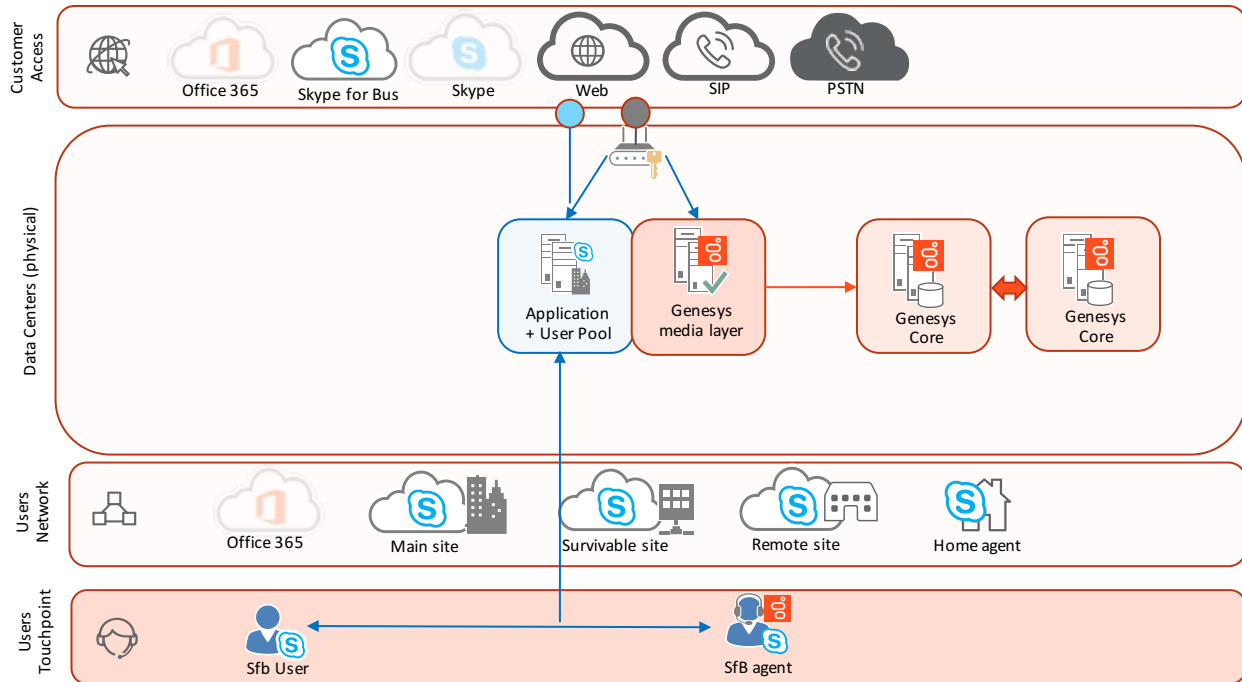 Customer
Access
Office 365
Skype for Bus
Skype
Web
SIP
PSTN
Data Centers (physical)
Application
+ User Pool
Genesys
media layer
Genesys
Core
Genesys
Core
Users
Network
Office 365
Main site
Survivable site
Remote site
Home agent
Users
Touchpoint
Sfb User
SfB agent